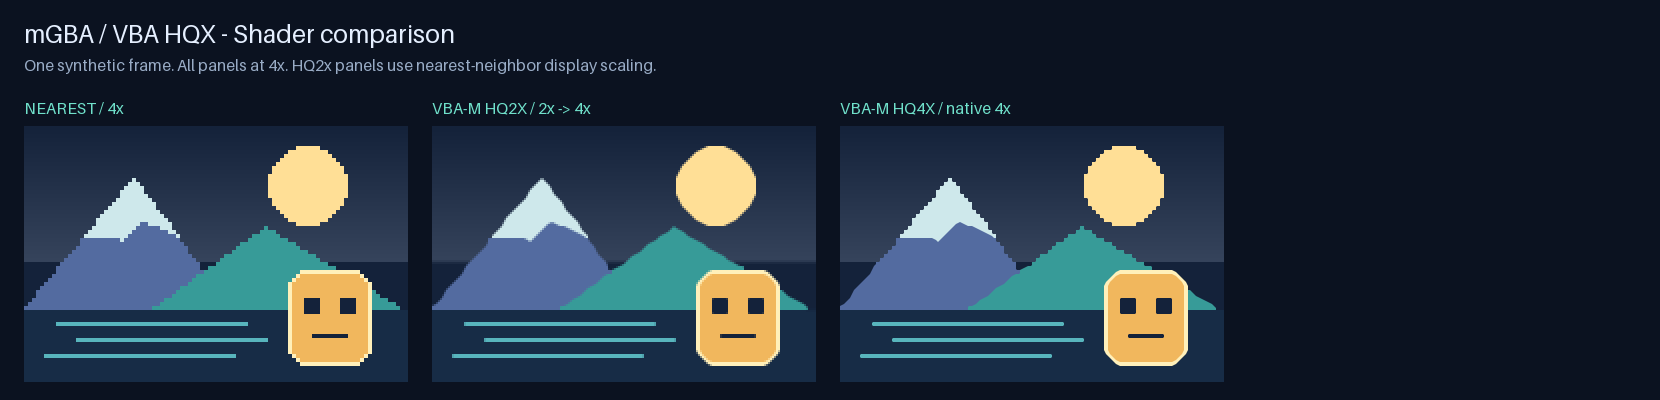 mGBA / VBA HQX - Shader comparison
One synthetic frame. All panels at 4x. HQ2x panels use nearest-neighbor display scaling.
NEAREST / 4x
VBA-M HQ2X / 2x -> 4x
VBA-M HQ4X / native 4x